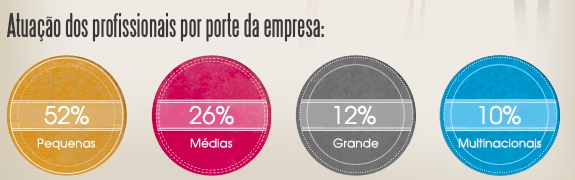 Atuação dos profissionais por porte da empresa:
52%
Pequenas
26%
Médias
12%
Grande
10%
Multinacionais